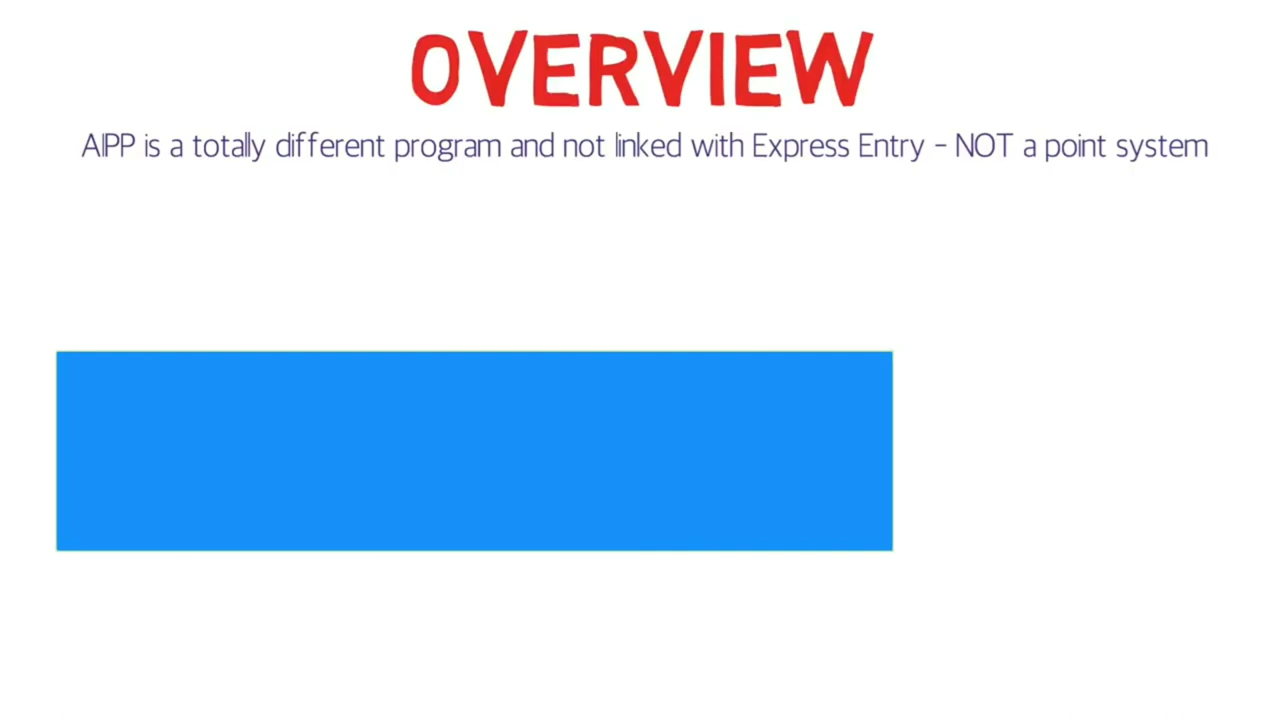 OVERVIEW
AIPP is a totally different program and not linked with Express Entry - NOT a point system